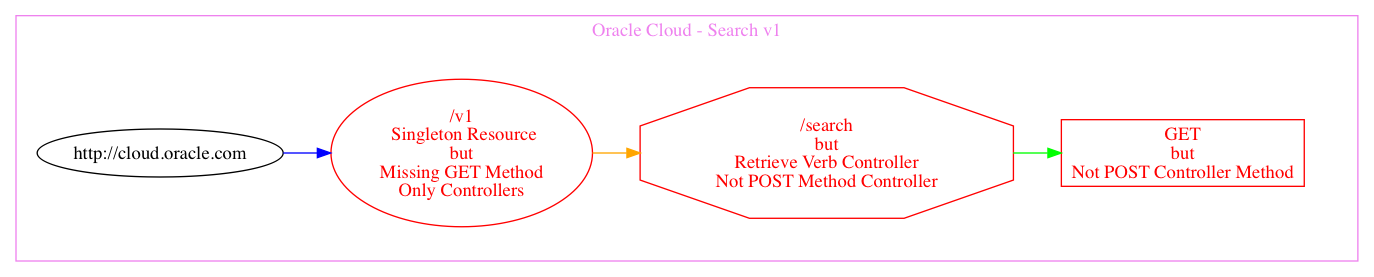 Oracle Cloud - Search v1
http://cloud.oracle.com
/v1
Singleton Resource
but
Missing GET Method
Only Controllers
/search
but
Retrieve Verb Controller
Not POST Method Controller
GET
but
Not POST Controller Method